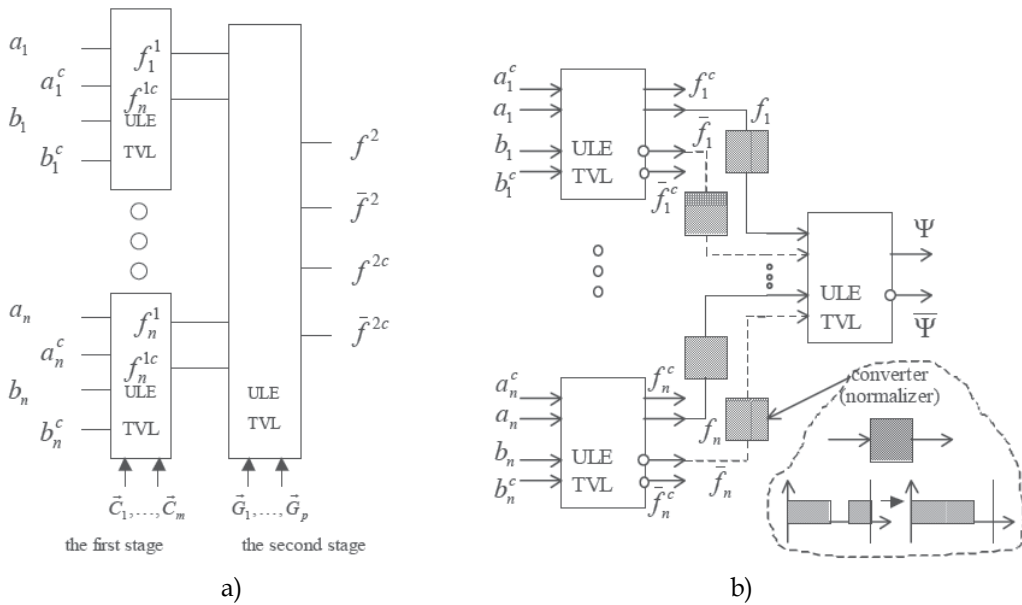 a₁
a₁ᶜ
b₁
b₁ᶜ
f₁¹
fₙ¹ᶜ
ULE
TVL
aₙ
aₙᶜ
bₙ
bₙᶜ
fₙ¹
fₙ¹ᶜ
ULE
TVL
ULE
TVL
f²
f̄²
f²ᶜ
f̄²ᶜ
C⃗₁,...,C⃗ₘ
G⃗₁,...,G⃗ₚ
the first stage
the second stage
a)
a₁ᶜ
a₁
b₁
b₁ᶜ
ULE
TVL
f₁ᶜ
f₁
f̄₁
f̄₁ᶜ
ULE
TVL
Ψ
Ψ̄
aₙᶜ
aₙ
bₙ
bₙᶜ
ULE
TVL
fₙᶜ
fₙ
f̄ₙ
f̄ₙᶜ
converter
(normalizer)
b)